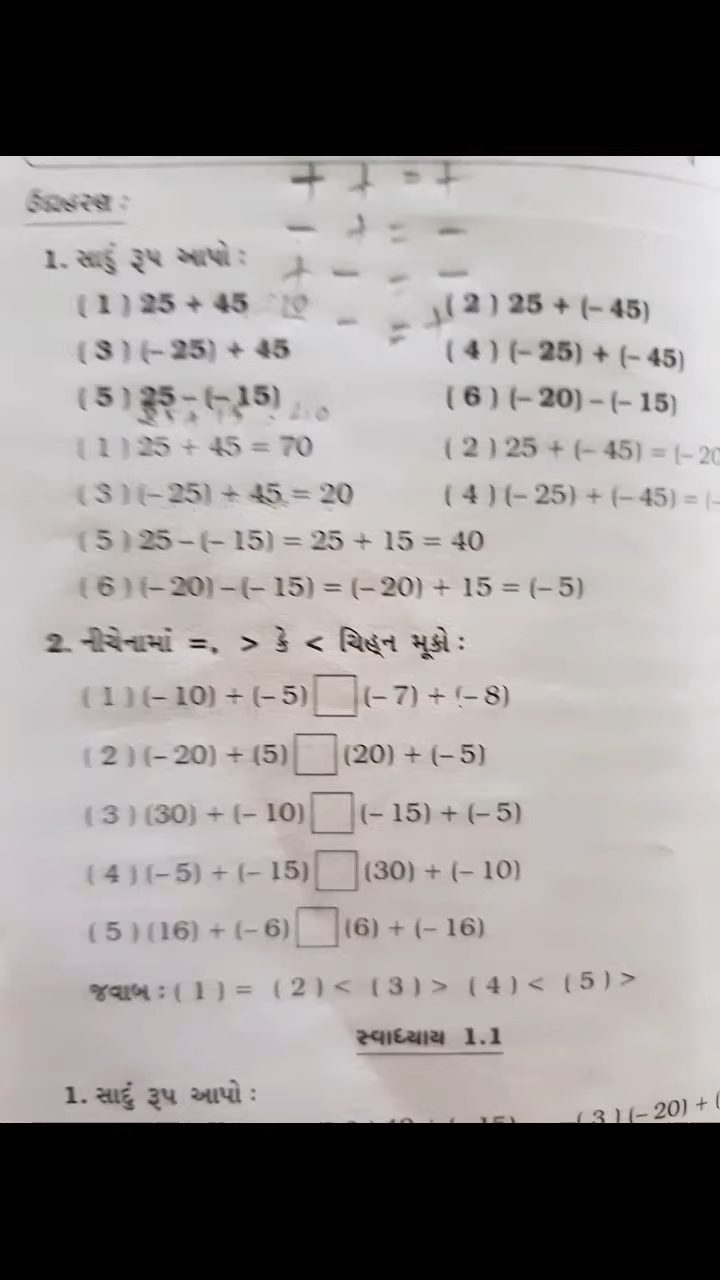 + + = +
ઉદાહરણ :
- + = -
1. સાદું રૂપ આપો :
+ - = -
( 1 ) 25 + 45
- = +
( 2 ) 25 + (– 45)
( 3 ) (– 25) + 45
( 4 ) (– 25) + (– 45)
( 5 ) 25 – (– 15)
( 6 ) (– 20) – (– 15)
( 1 ) 25 + 45 = 70
( 2 ) 25 + (– 45) = (– 20
( 3 ) (– 25) + 45 = 20
( 4 ) (– 25) + (– 45) = (–
( 5 ) 25 – (– 15) = 25 + 15 = 40
( 6 ) (– 20) – (– 15) = (– 20) + 15 = (– 5)
2. નીચેનામાં =, > કે < ચિહ્ન મૂકો :
( 1 ) (– 10) + (– 5) □ (– 7) + (– 8)
( 2 ) (– 20) + (5) □ (20) + (– 5)
( 3 ) (30) + (– 10) □ (– 15) + (– 5)
( 4 ) (– 5) + (– 15) □ (30) + (– 10)
( 5 ) (16) + (– 6) □ (6) + (– 16)
જવાબ : ( 1 ) = ( 2 ) < ( 3 ) > ( 4 ) < ( 5 ) >
સ્વાધ્યાય 1.1
1. સાદું રૂપ આપો :
( 3 ) (– 20) + (